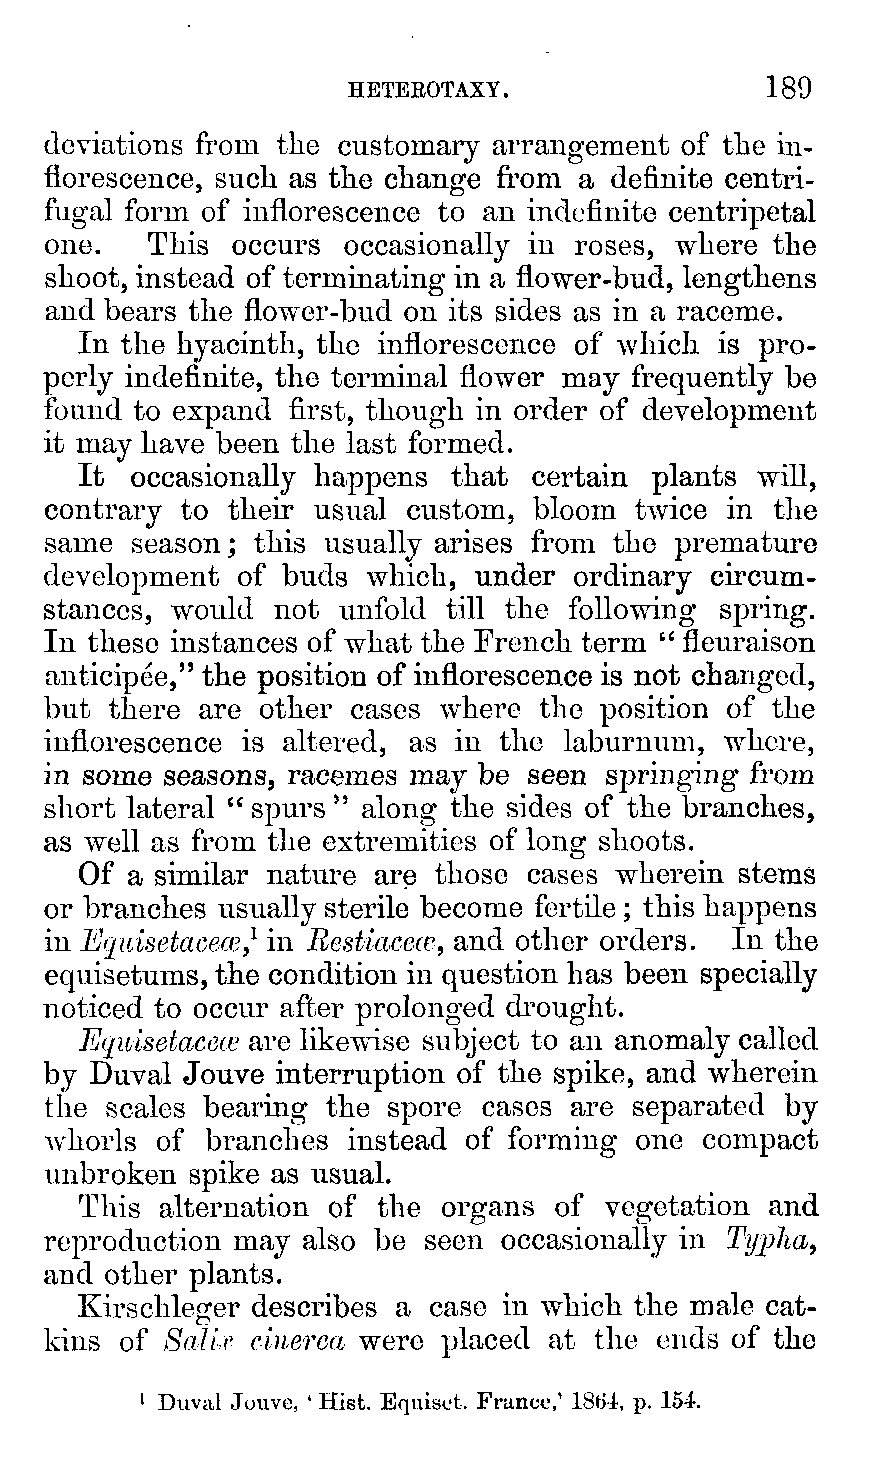 HETEROTAXY. 189
deviations from the customary arrangement of the in-
florescence, such as the change from a definite centri-
fugal form of inflorescence to an indefinite centripetal
one. This occurs occasionally in roses, where the
shoot, instead of terminating in a flower-bud, lengthens
and bears the flower-bud on its sides as in a raceme.
In the hyacinth, the inflorescence of which is pro-
perly indefinite, the terminal flower may frequently be
found to expand first, though in order of development
it may have been the last formed.
It occasionally happens that certain plants will,
contrary to their usual custom, bloom twice in the
same season; this usually arises from the premature
development of buds which, under ordinary circum-
stances, would not unfold till the following spring.
In these instances of what the French term “ fleuraison
anticipée,” the position of inflorescence is not changed,
but there are other cases where the position of the
inflorescence is altered, as in the laburnum, where,
in some seasons, racemes may be seen springing from
short lateral “ spurs ” along the sides of the branches,
as well as from the extremities of long shoots.
Of a similar nature are those cases wherein stems
or branches usually sterile become fertile; this happens
in Equisetaceæ,¹ in Restiaceæ, and other orders. In the
equisetums, the condition in question has been specially
noticed to occur after prolonged drought.
Equisetaceæ are likewise subject to an anomaly called
by Duval Jouve interruption of the spike, and wherein
the scales bearing the spore cases are separated by
whorls of branches instead of forming one compact
unbroken spike as usual.
This alternation of the organs of vegetation and
reproduction may also be seen occasionally in Typha,
and other plants.
Kirschleger describes a case in which the male cat-
kins of Salix cinerea were placed at the ends of the
¹ Duval Jouve, ‘ Hist. Equiset. France,’ 1864, p. 154.